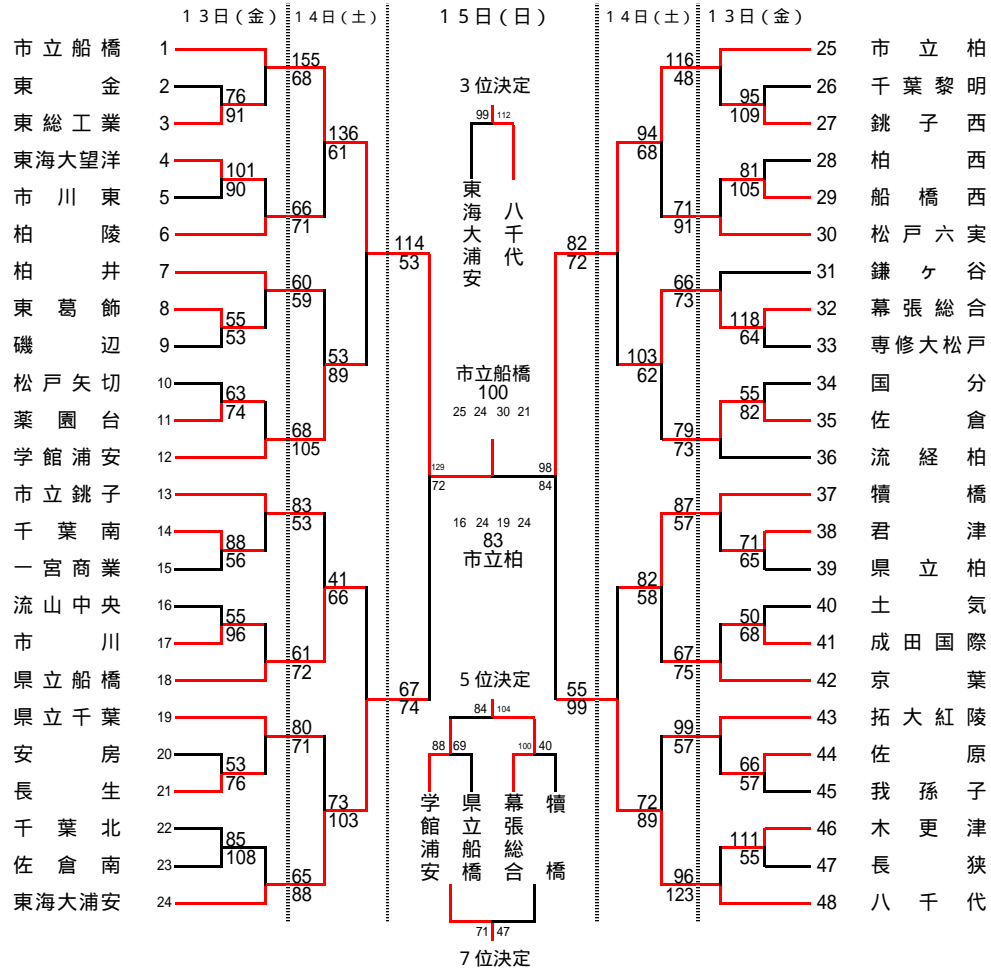 13日(金) 14日(土) 15日(日) 14日(土) 13日(金)
市立船橋 1
東金 2
東総工業 3
東海大望洋 4
市川東 5
柏陵 6
柏井 7
東葛飾 8
磯辺 9
松戸矢切 10
薬園台 11
学館浦安 12
市立銚子 13
千葉南 14
一宮商業 15
流山中央 16
市川 17
県立船橋 18
県立千葉 19
安房 20
長生 21
千葉北 22
佐倉南 23
東海大浦安 24
76
91
101
90
55
53
63
74
88
56
55
96
53
76
85
108
155
68
66
71
60
59
68
105
83
53
61
72
80
71
65
88
136
61
53
89
41
66
73
103
114
53
67
74
129
72
3位決定
99 112
東海大浦安
八千代
市立船橋
100
25 24 30 21
16 24 19 24
83
市立柏
5位決定
84 104
88 69 100 40
学館浦安
県立船橋
幕張総合
犢橋
71 47
7位決定
98
84
82
72
55
99
94
68
103
62
82
58
72
89
116
48
71
91
66
73
79
73
87
57
67
75
99
57
96
123
95
109
81
105
118
64
55
82
71
65
50
68
66
57
111
55
25 市立柏
26 千葉黎明
27 銚子西
28 柏西
29 船橋西
30 松戸六実
31 鎌ヶ谷
32 幕張総合
33 専修大松戸
34 国分
35 佐倉
36 流経柏
37 犢橋
38 君津
39 県立柏
40 土気
41 成田国際
42 京葉
43 拓大紅陵
44 佐原
45 我孫子
46 木更津
47 長狭
48 八千代